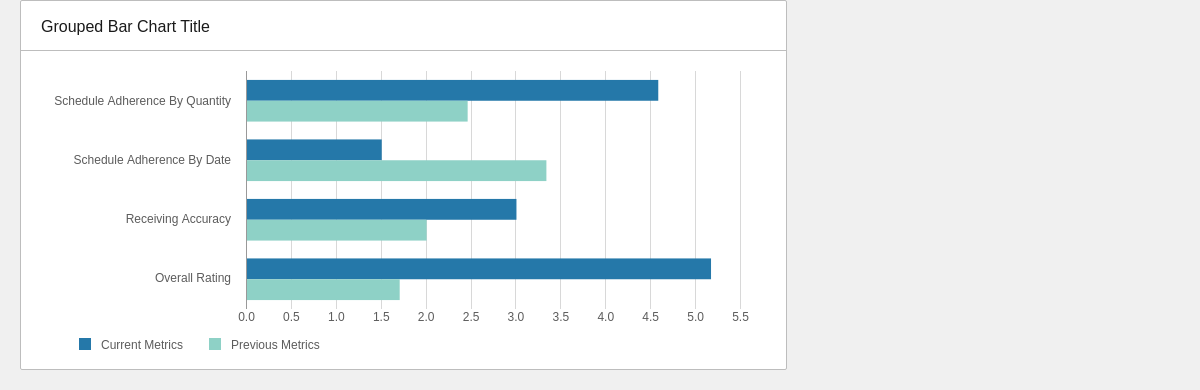 Grouped Bar Chart Title
Schedule Adherence By Quantity
Schedule Adherence By Date
Receiving Accuracy
Overall Rating
0.0 0.5 1.0 1.5 2.0 2.5 3.0 3.5 4.0 4.5 5.0 5.5
Current Metrics Previous Metrics